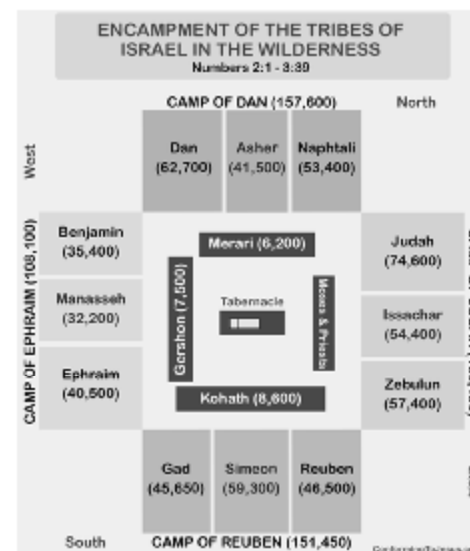 ENCAMPMENT OF THE TRIBES OF
ISRAEL IN THE WILDERNESS
Numbers 2:1 - 3:39
CAMP OF DAN (157,600)
North
West
Dan
(62,700)
Asher
(41,500)
Naphtali
(53,400)
CAMP OF EPHRAIM (108,100)
Benjamin
(35,400)
Manasseh
(32,200)
Ephraim
(40,500)
Merari (6,200)
Gershon (7,500)
Tabernacle
Moses & Priests
Kohath (8,600)
Judah
(74,600)
Issachar
(54,400)
Zebulun
(57,400)
Gad
(45,650)
Simeon
(59,300)
Reuben
(46,500)
South
CAMP OF REUBEN (151,450)